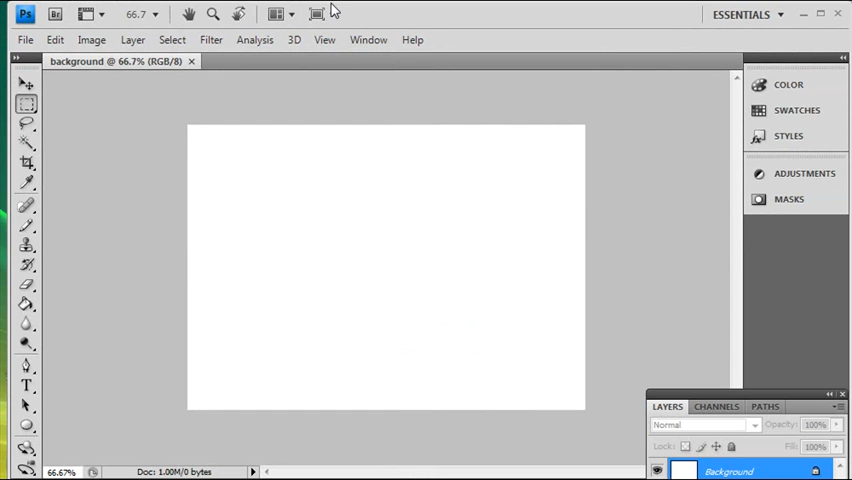 Ps Br 66.7 ESSENTIALS
File Edit Image Layer Select Filter Analysis 3D View Window Help
background @ 66.7% (RGB/8)
COLOR
SWATCHES
STYLES
ADJUSTMENTS
MASKS
LAYERS CHANNELS PATHS
Normal Opacity: 100%
Lock: Fill: 100%
Background
66.67% Doc: 1.00M/0 bytes